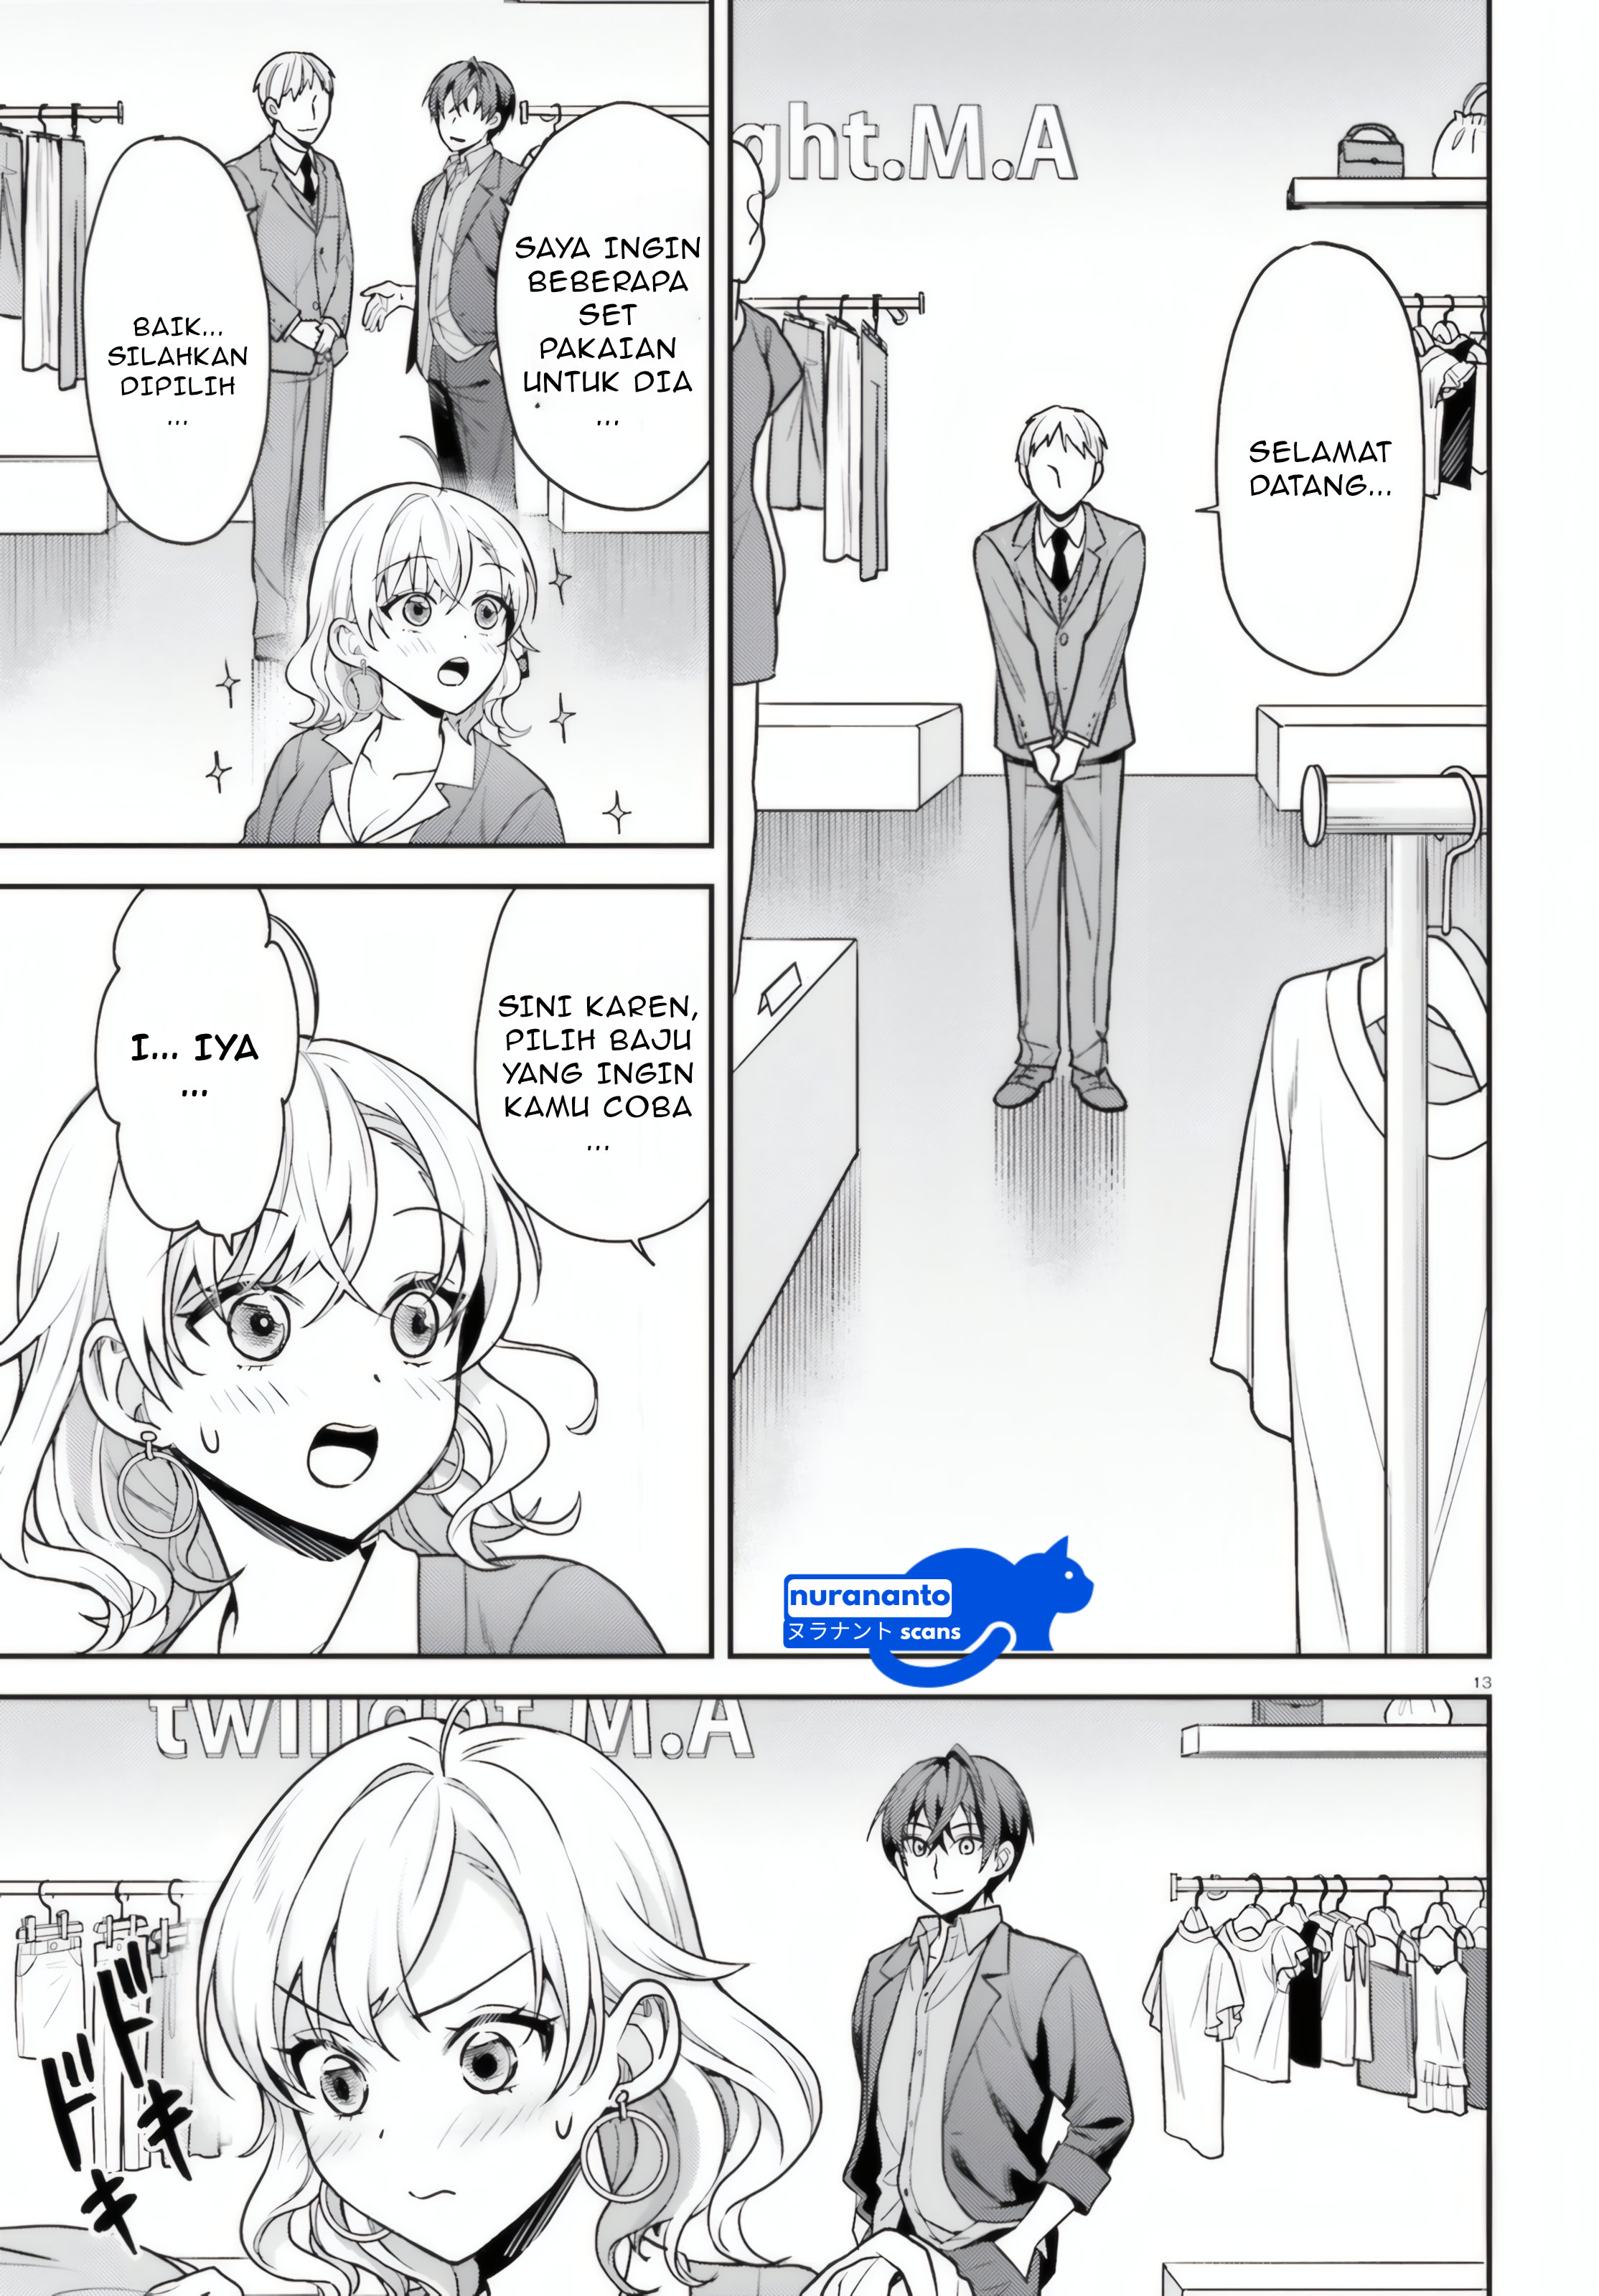 ght.M.A
SELAMAT
DATANG...
SAYA INGIN
BEBERAPA
SET
PAKAIAN
UNTUK DIA
...
BAIK...
SILAHKAN
DIPILIH
...
SINI KAREN,
PILIH BAJU
YANG INGIN
KAMU COBA
...
I... IYA
...
nurananto
ヌラナント scans
13
twilight.M.A
ドキ
ドキ